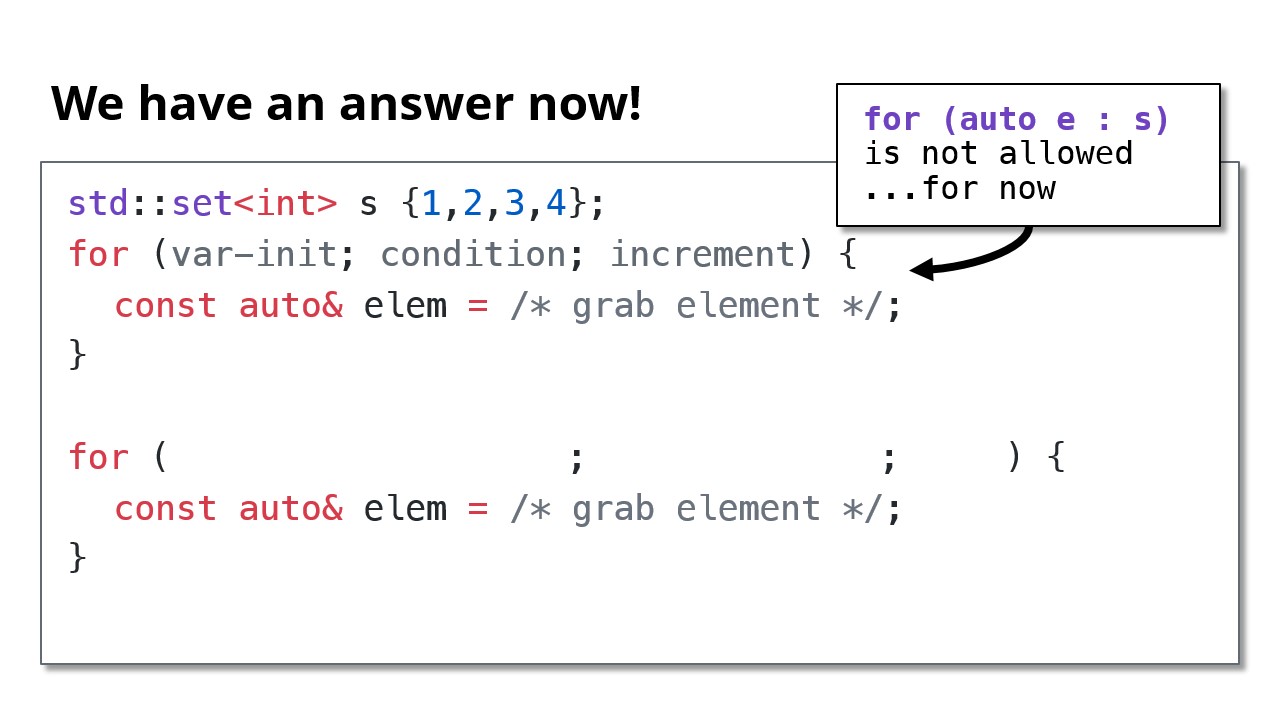 We have an answer now!
for (auto e : s)
is not allowed
...for now
std::set<int> s {1,2,3,4};
for (var-init; condition; increment) {
const auto& elem = /* grab element */;
}
for ( ; ; ) {
const auto& elem = /* grab element */;
}